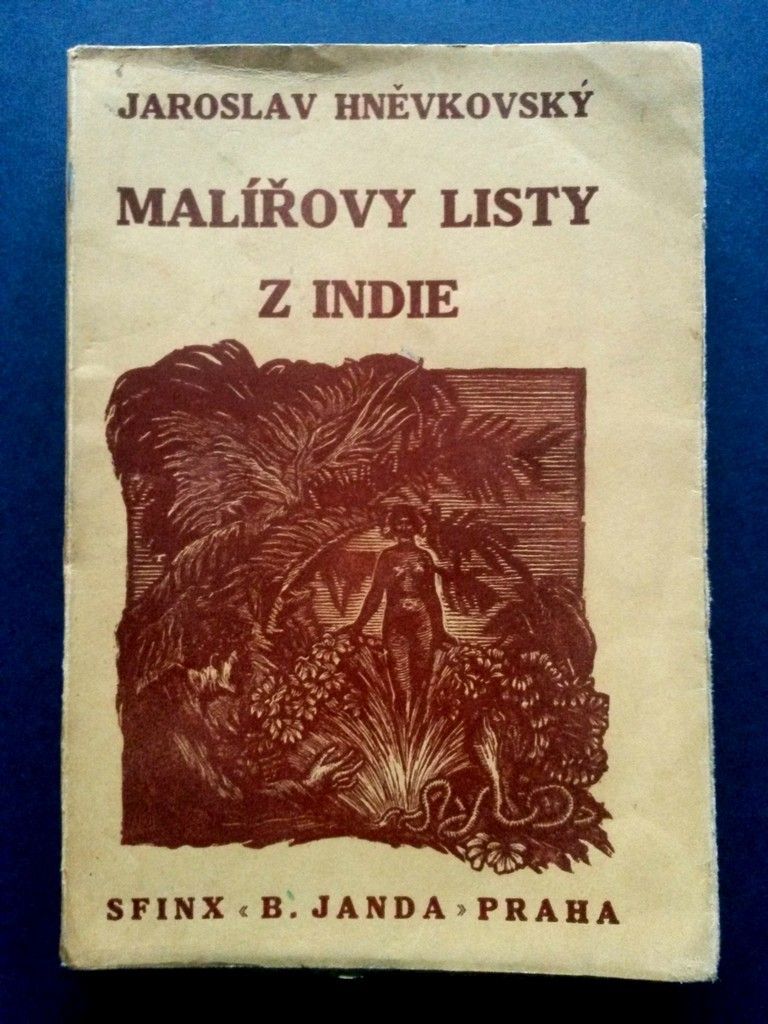 JAROSLAV HNĚVKOVSKÝ
MALÍŘOVY LISTY
Z INDIE
SFINX « B. JANDA » PRAHA